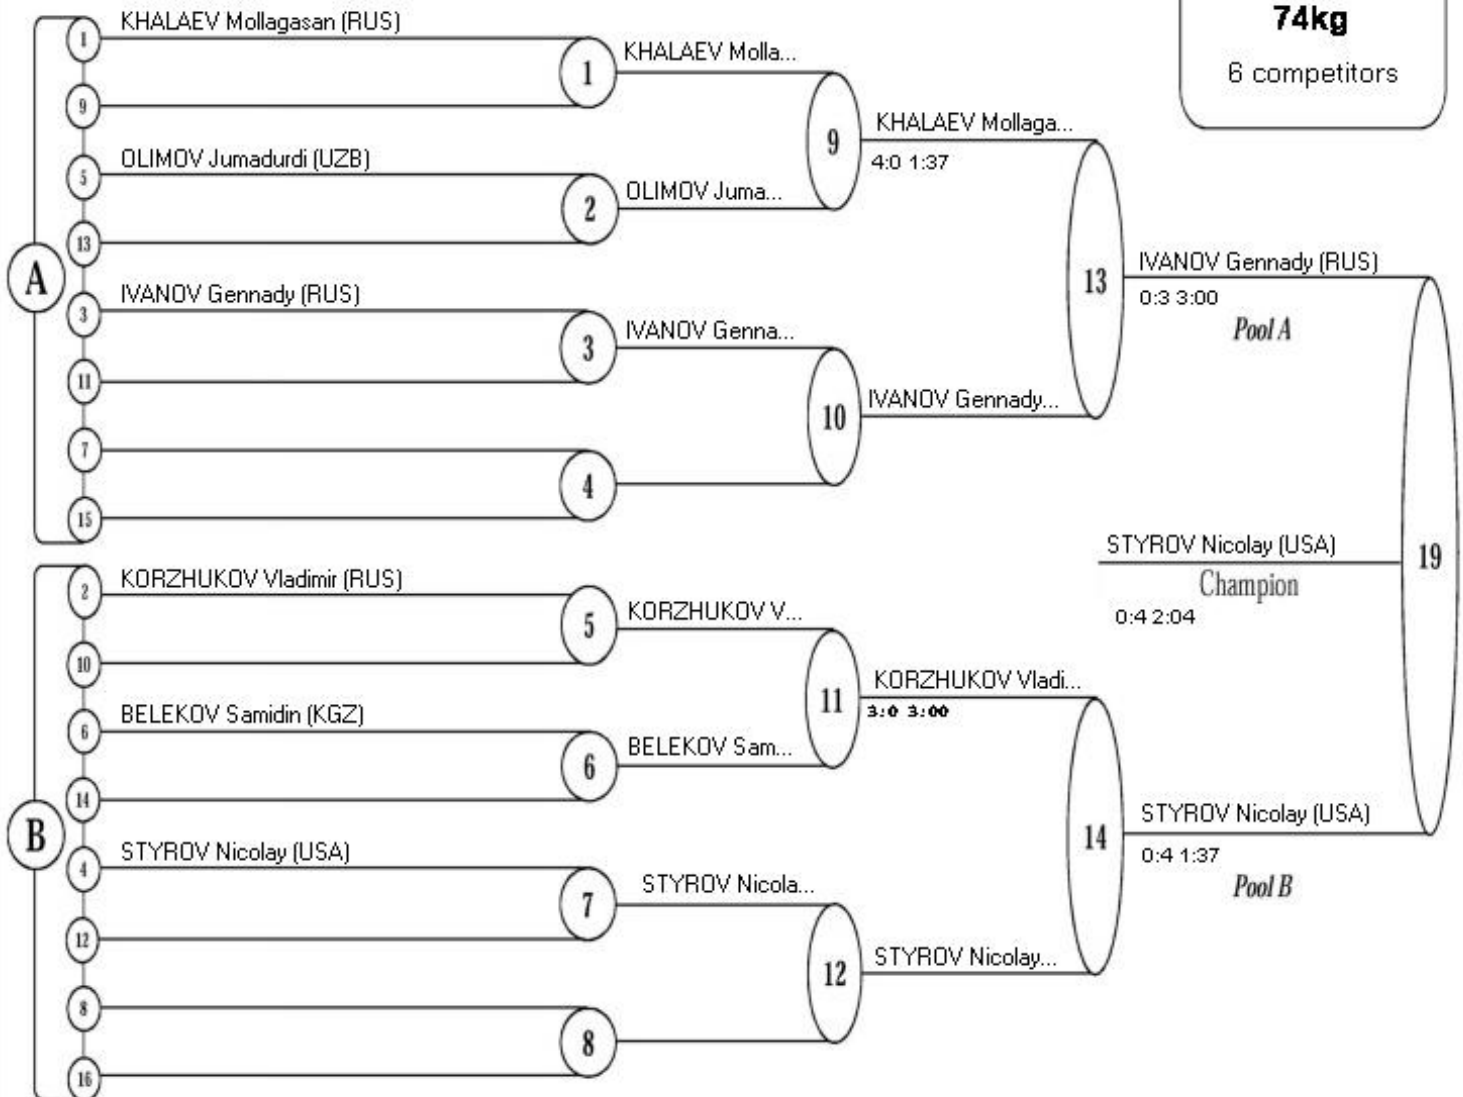 74kg
6 competitors
A
1
KHALAEV Mollagasan (RUS)
9
5
OLIMOV Jumadurdi (UZB)
13
3
IVANOV Gennady (RUS)
11
7
15
1
2
3
4
KHALAEV Molla...
OLIMOV Juma...
IVANOV Genna...
9
10
KHALAEV Mollaga...
4:0 1:37
IVANOV Gennady...
13
IVANOV Gennady (RUS)
0:3 3:00
Pool A
B
2
KORZHUKOV Vladimir (RUS)
10
6
BELEKOV Samidin (KGZ)
14
4
STYROV Nicolay (USA)
12
8
16
5
6
7
8
KORZHUKOV V...
BELEKOV Sam...
STYROV Nicola...
11
12
KORZHUKOV Vladi...
3:0 3:00
STYROV Nicolay...
14
STYROV Nicolay (USA)
0:4 1:37
Pool B
STYROV Nicolay (USA)
Champion
0:4 2:04
19